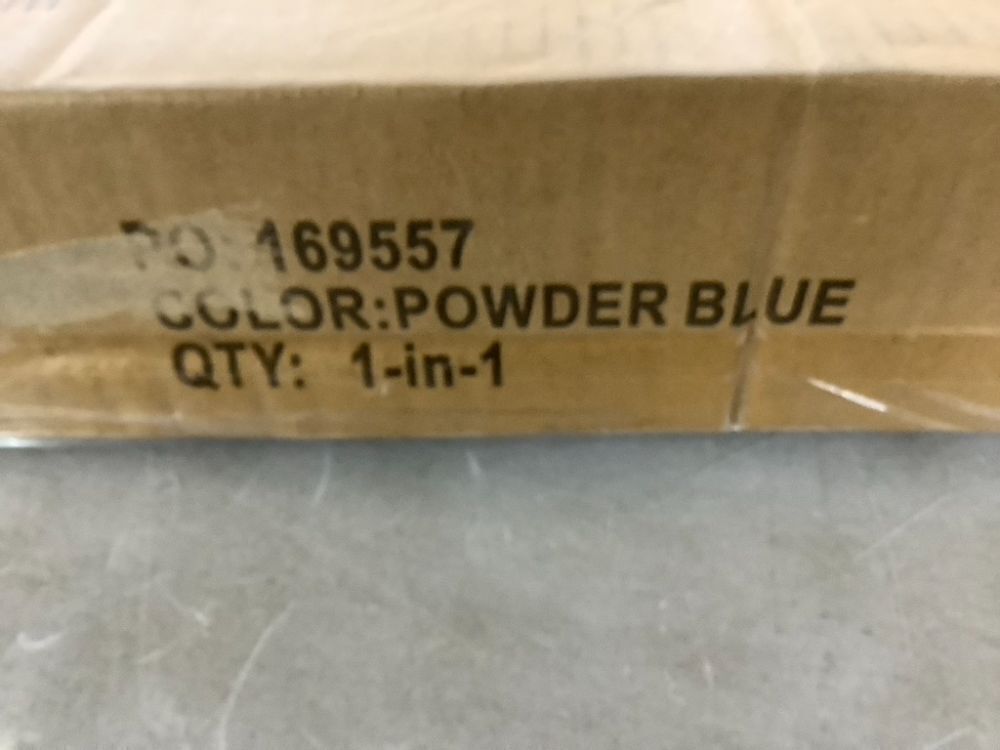 PO: 169557
COLOR:POWDER BLUE
QTY: 1-in-1